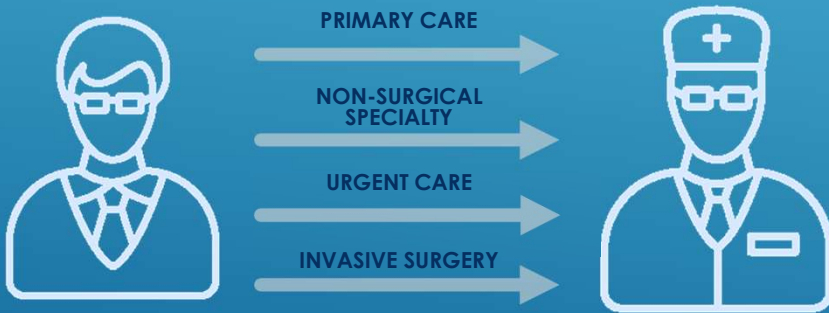 PRIMARY CARE
NON-SURGICAL
SPECIALTY
URGENT CARE
INVASIVE SURGERY